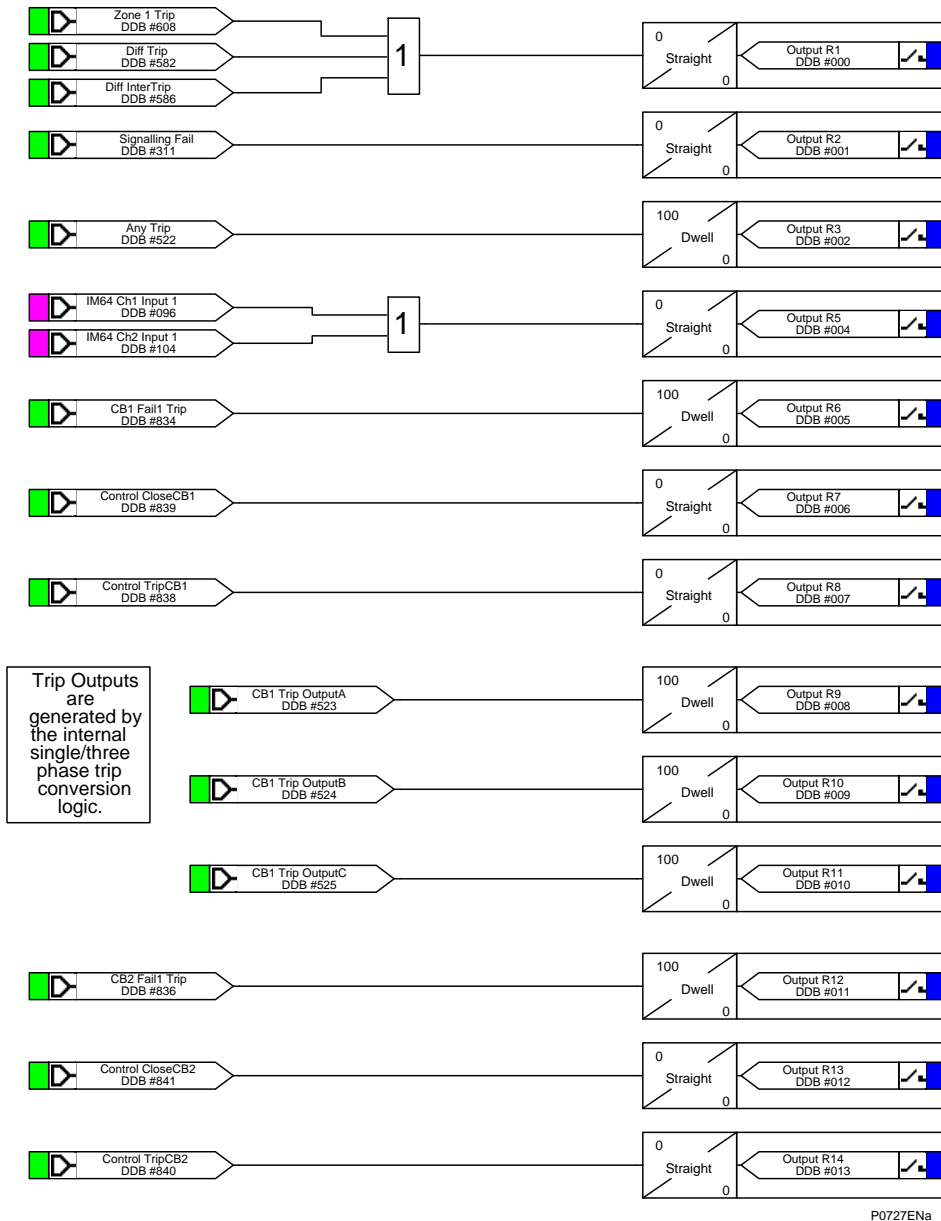 Zone 1 Trip
DDB #608
Diff Trip
DDB #582
Diff InterTrip
DDB #586
1
0
Straight
0
Output R1
DDB #000
Signalling Fail
DDB #311
0
Straight
0
Output R2
DDB #001
Any Trip
DDB #522
100
Dwell
0
Output R3
DDB #002
IM64 Ch1 Input 1
DDB #096
IM64 Ch2 Input 1
DDB #104
1
0
Straight
0
Output R5
DDB #004
CB1 Fail1 Trip
DDB #834
100
Dwell
0
Output R6
DDB #005
Control CloseCB1
DDB #839
0
Straight
0
Output R7
DDB #006
Control TripCB1
DDB #838
0
Straight
0
Output R8
DDB #007
Trip Outputs
are
generated by
the internal
single/three
phase trip
conversion
logic.
CB1 Trip OutputA
DDB #523
100
Dwell
0
Output R9
DDB #008
CB1 Trip OutputB
DDB #524
100
Dwell
0
Output R10
DDB #009
CB1 Trip OutputC
DDB #525
100
Dwell
0
Output R11
DDB #010
CB2 Fail1 Trip
DDB #836
100
Dwell
0
Output R12
DDB #011
Control CloseCB2
DDB #841
0
Straight
0
Output R13
DDB #012
Control TripCB2
DDB #840
0
Straight
0
Output R14
DDB #013
P0727ENa